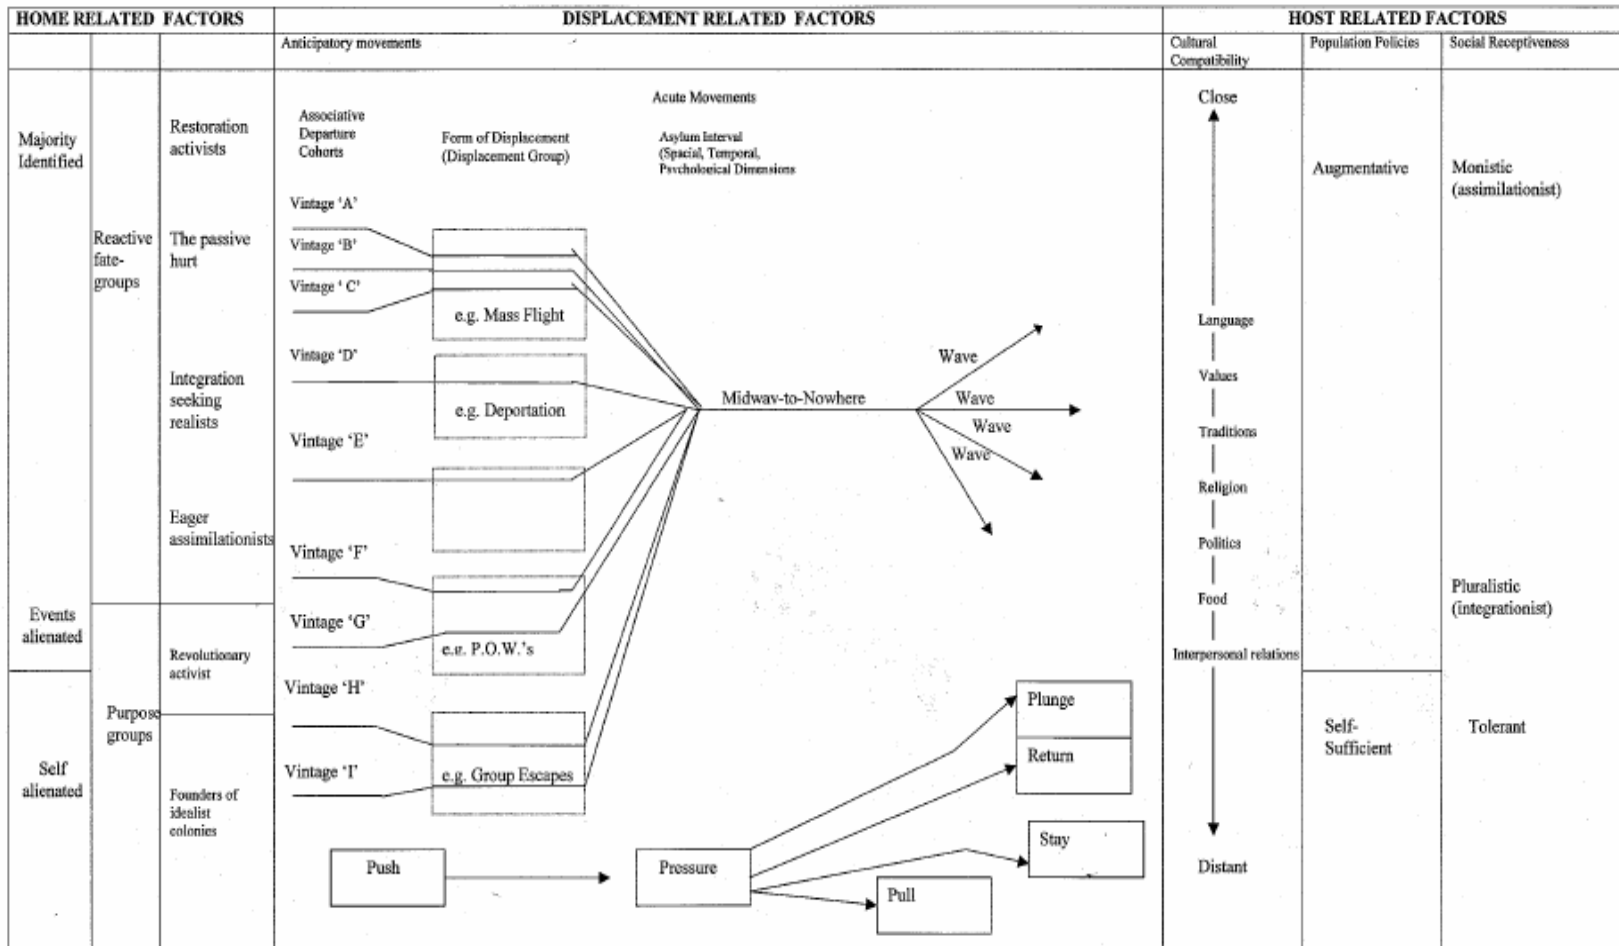 HOME RELATED FACTORS
DISPLACEMENT RELATED FACTORS
HOST RELATED FACTORS
Anticipatory movements
Cultural
Compatibility
Population Policies
Social Receptiveness
Majority
Identified
Events
alienated
Self
alienated
Reactive
fate-
groups
Purpose
groups
Restoration
activists
The passive
hurt
Integration
seeking
realists
Eager
assimilationists
Revolutionary
activist
Founders of
idealist
colonies
Associative
Departure
Cohorts
Vintage ‘A’
Vintage ‘B’
Vintage ‘ C’
Vintage ‘D’
Vintage ‘E’
Vintage ‘F’
Vintage ‘G’
Vintage ‘H’
Vintage ‘I’
Form of Displacement
(Displacement Group)
e.g. Mass Flight
e.g. Deportation
e.g. P.O.W.'s
e.g. Group Escapes
Acute Movements
Asylum Interval
(Spacial, Temporal,
Psychological Dimensions
Midway-to-Nowhere
Wave
Wave
Wave
Wave
Push
Pressure
Plunge
Return
Stay
Pull
Close
Language
Values
Traditions
Religion
Politics
Food
Interpersonal relations
Distant
Augmentative
Self-
Sufficient
Monistic
(assimilationist)
Pluralistic
(integrationist)
Tolerant